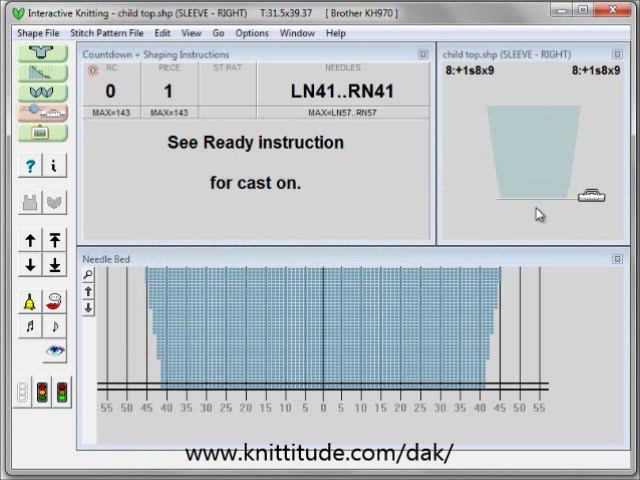 Interactive Knitting - child top.shp (SLEEVE - RIGHT) T:31.5x39.37 [ Brother KH970 ]
Shape File Stitch Pattern File Edit View Go Options Window Help
Countdown + Shaping Instructions
RC PIECE ST.PAT NEEDLES
0 1 LN41..RN41
MAX=143 MAX=143 MAX=LN57..RN57
See Ready instruction
for cast on.
child top.shp (SLEEVE - RIGHT)
8:+1s8x9 8:+1s8x9
Needle Bed
55 50 45 40 35 30 25 20 15 10 5 0 5 10 15 20 25 30 35 40 45 50 55
www.knittitude.com/dak/